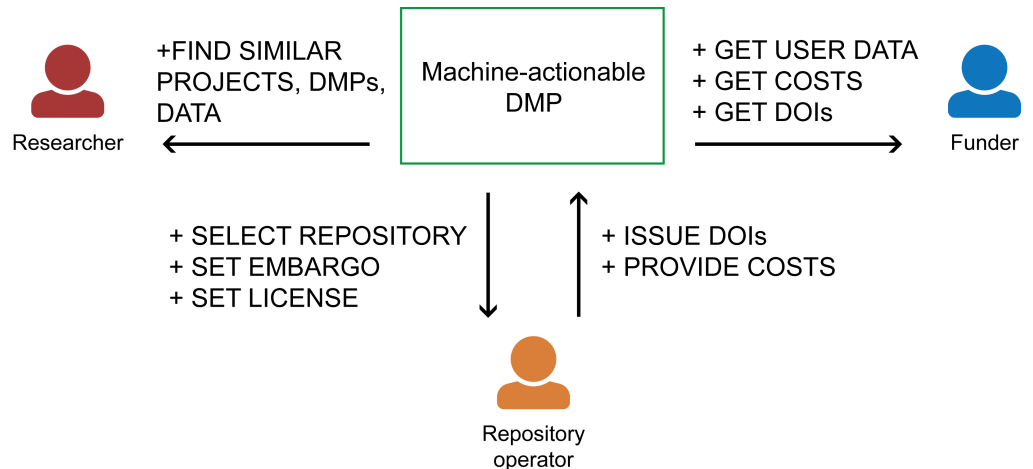 +FIND SIMILAR
PROJECTS, DMPs,
DATA
Researcher
Machine-actionable
DMP
+ GET USER DATA
+ GET COSTS
+ GET DOIs
Funder
+ SELECT REPOSITORY
+ SET EMBARGO
+ SET LICENSE
+ ISSUE DOIs
+ PROVIDE COSTS
Repository
operator